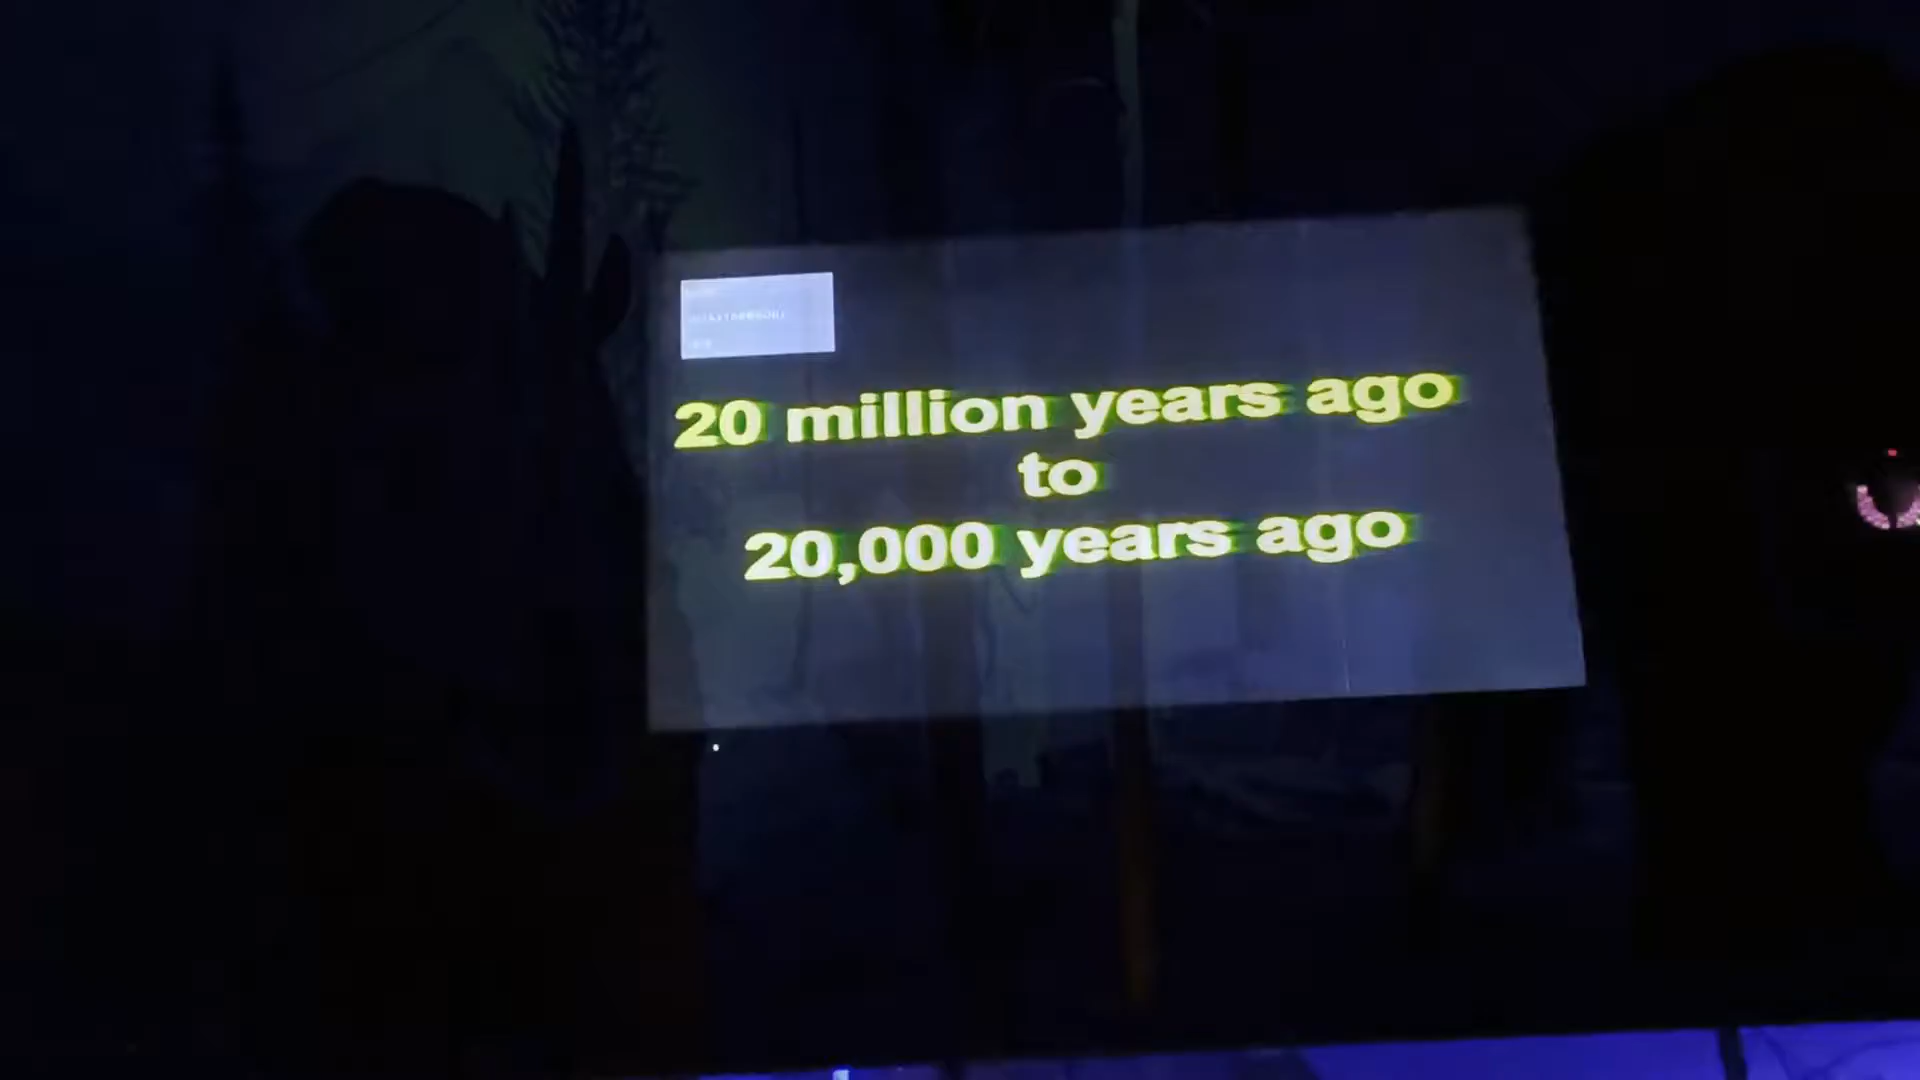 20 million years ago
to
20,000 years ago